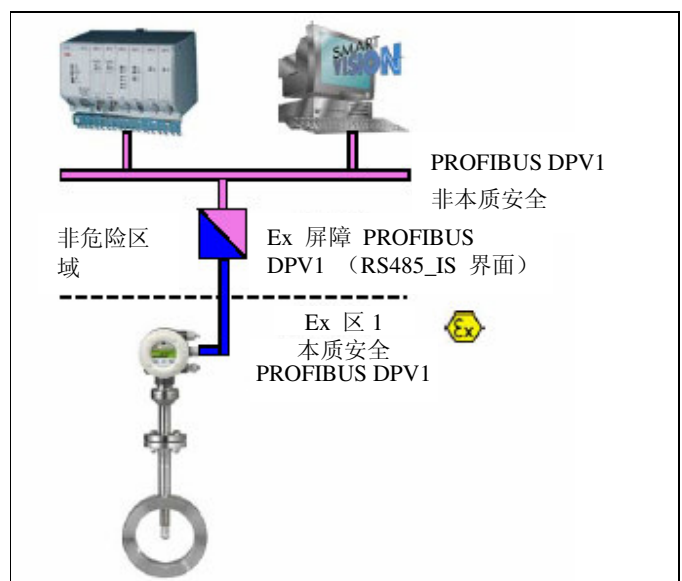 SMART
VISION
PROFIBUS DPV1
非本质安全
非危险区
域
Ex 屏障 PROFIBUS
DPV1 （RS485_IS 界面）
Ex 区 1
本质安全
PROFIBUS DPV1
Ex